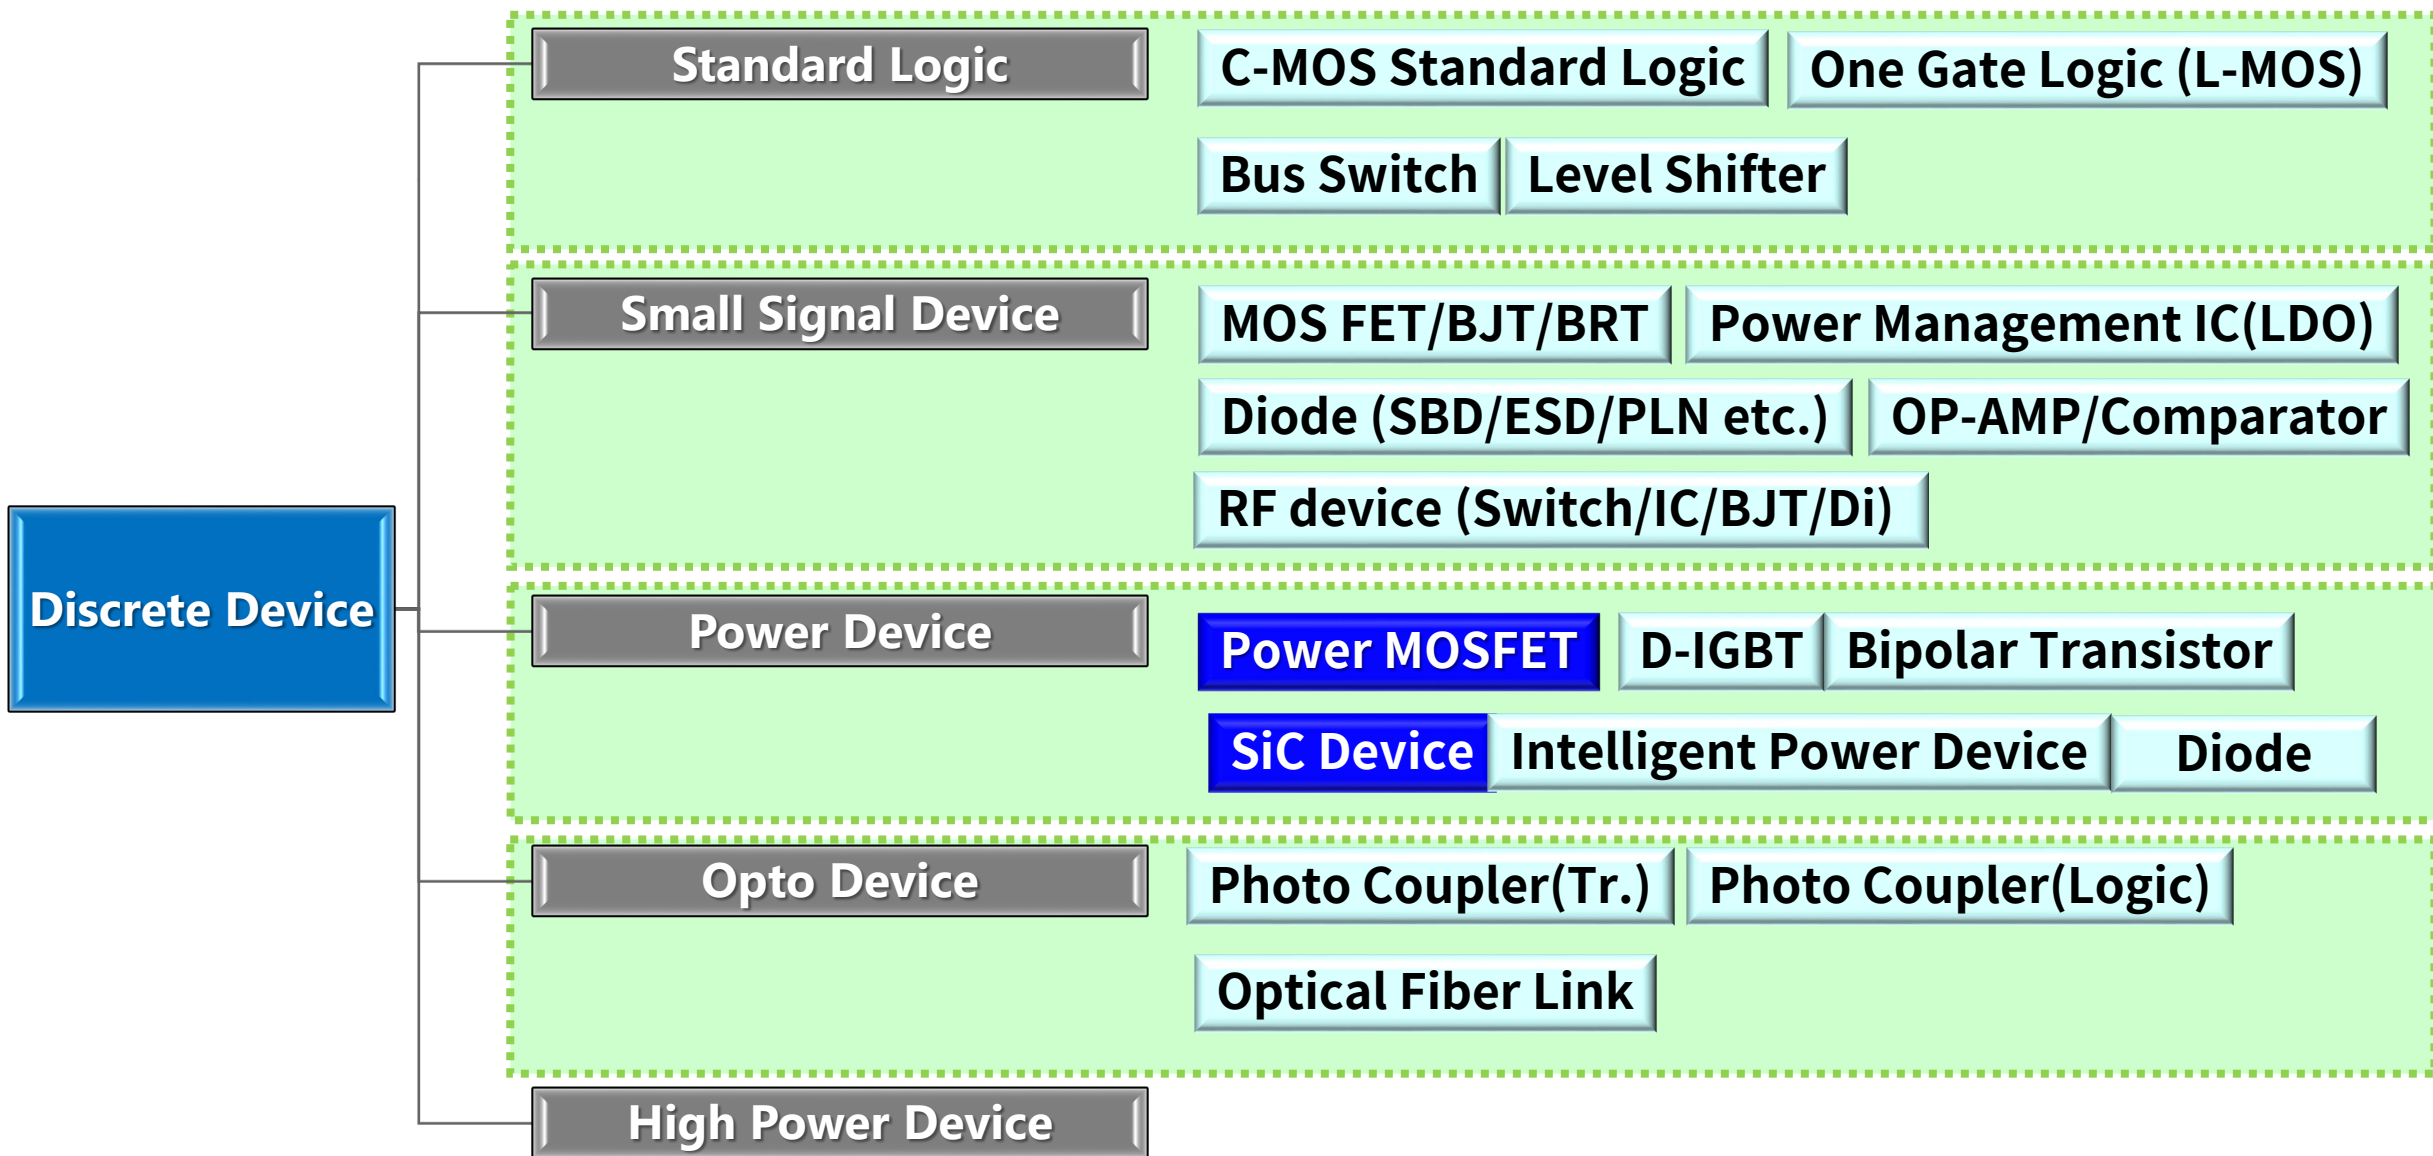 Standard Logic
C-MOS Standard Logic
One Gate Logic (L-MOS)
Bus Switch
Level Shifter
Small Signal Device
MOS FET/BJT/BRT
Power Management IC(LDO)
Diode (SBD/ESD/PLN etc.)
OP-AMP/Comparator
RF device (Switch/IC/BJT/Di)
Discrete Device
Power Device
Power MOSFET
D-IGBT
Bipolar Transistor
SiC Device
Intelligent Power Device
Diode
Opto Device
Photo Coupler(Tr.)
Photo Coupler(Logic)
Optical Fiber Link
High Power Device